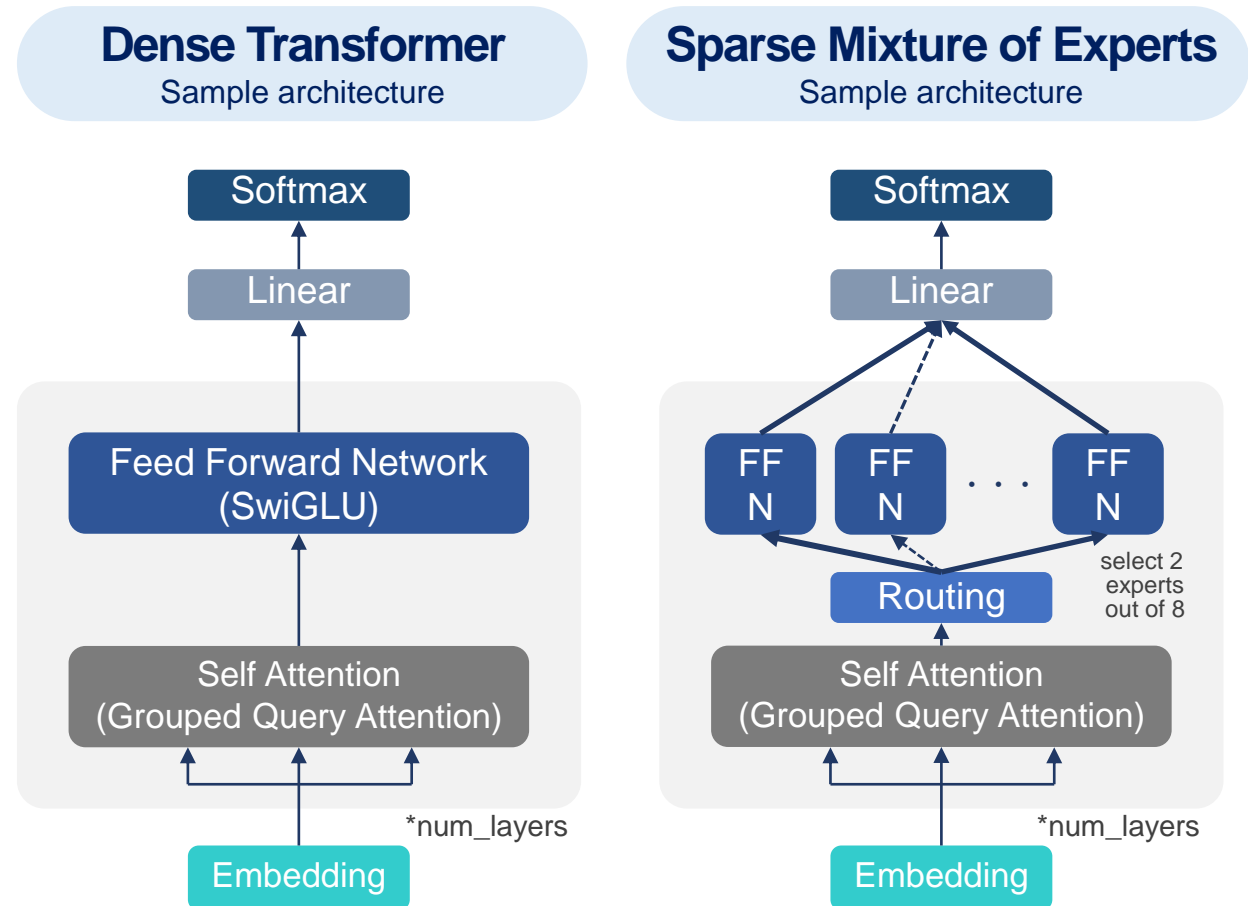 Dense Transformer
Sample architecture
Softmax
Linear
Feed Forward Network
(SwiGLU)
Self Attention
(Grouped Query Attention)
*num_layers
Embedding
Sparse Mixture of Experts
Sample architecture
Softmax
Linear
FF
N
FF
N
. . .
FF
N
select 2
experts
out of 8
Routing
Self Attention
(Grouped Query Attention)
*num_layers
Embedding